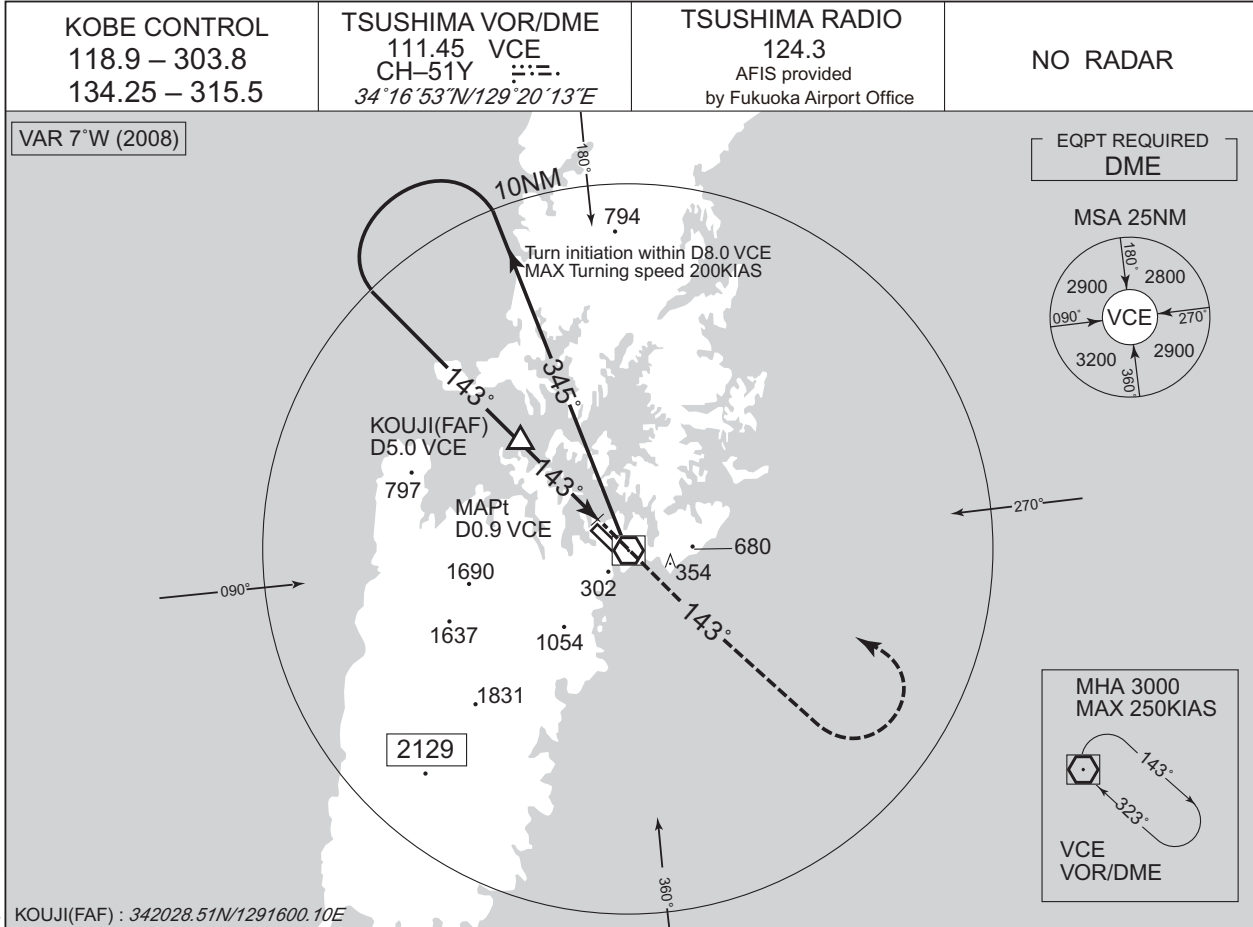 KOBE CONTROL
118.9 – 303.8
134.25 – 315.5
TSUSHIMA VOR/DME
111.45 VCE
CH–51Y
34°16´53˝N/129°20´13˝E
TSUSHIMA RADIO
124.3
AFIS provided
by Fukuoka Airport Office
NO RADAR
VAR 7°W (2008)
EQPT REQUIRED
DME
MSA 25NM
180°
2900
2800
090°
VCE
270°
3200
2900
360°
180°
10NM
794
Turn initiation within D8.0 VCE
MAX Turning speed 200KIAS
345°
143°
KOUJI(FAF)
D5.0 VCE
143°
797
MAPt
D0.9 VCE
270°
680
354
302
1690
090°
143°
1637
1054
1831
2129
360°
MHA 3000
MAX 250KIAS
143°
323°
VCE
VOR/DME
KOUJI(FAF) : 342028.51N/1291600.10E